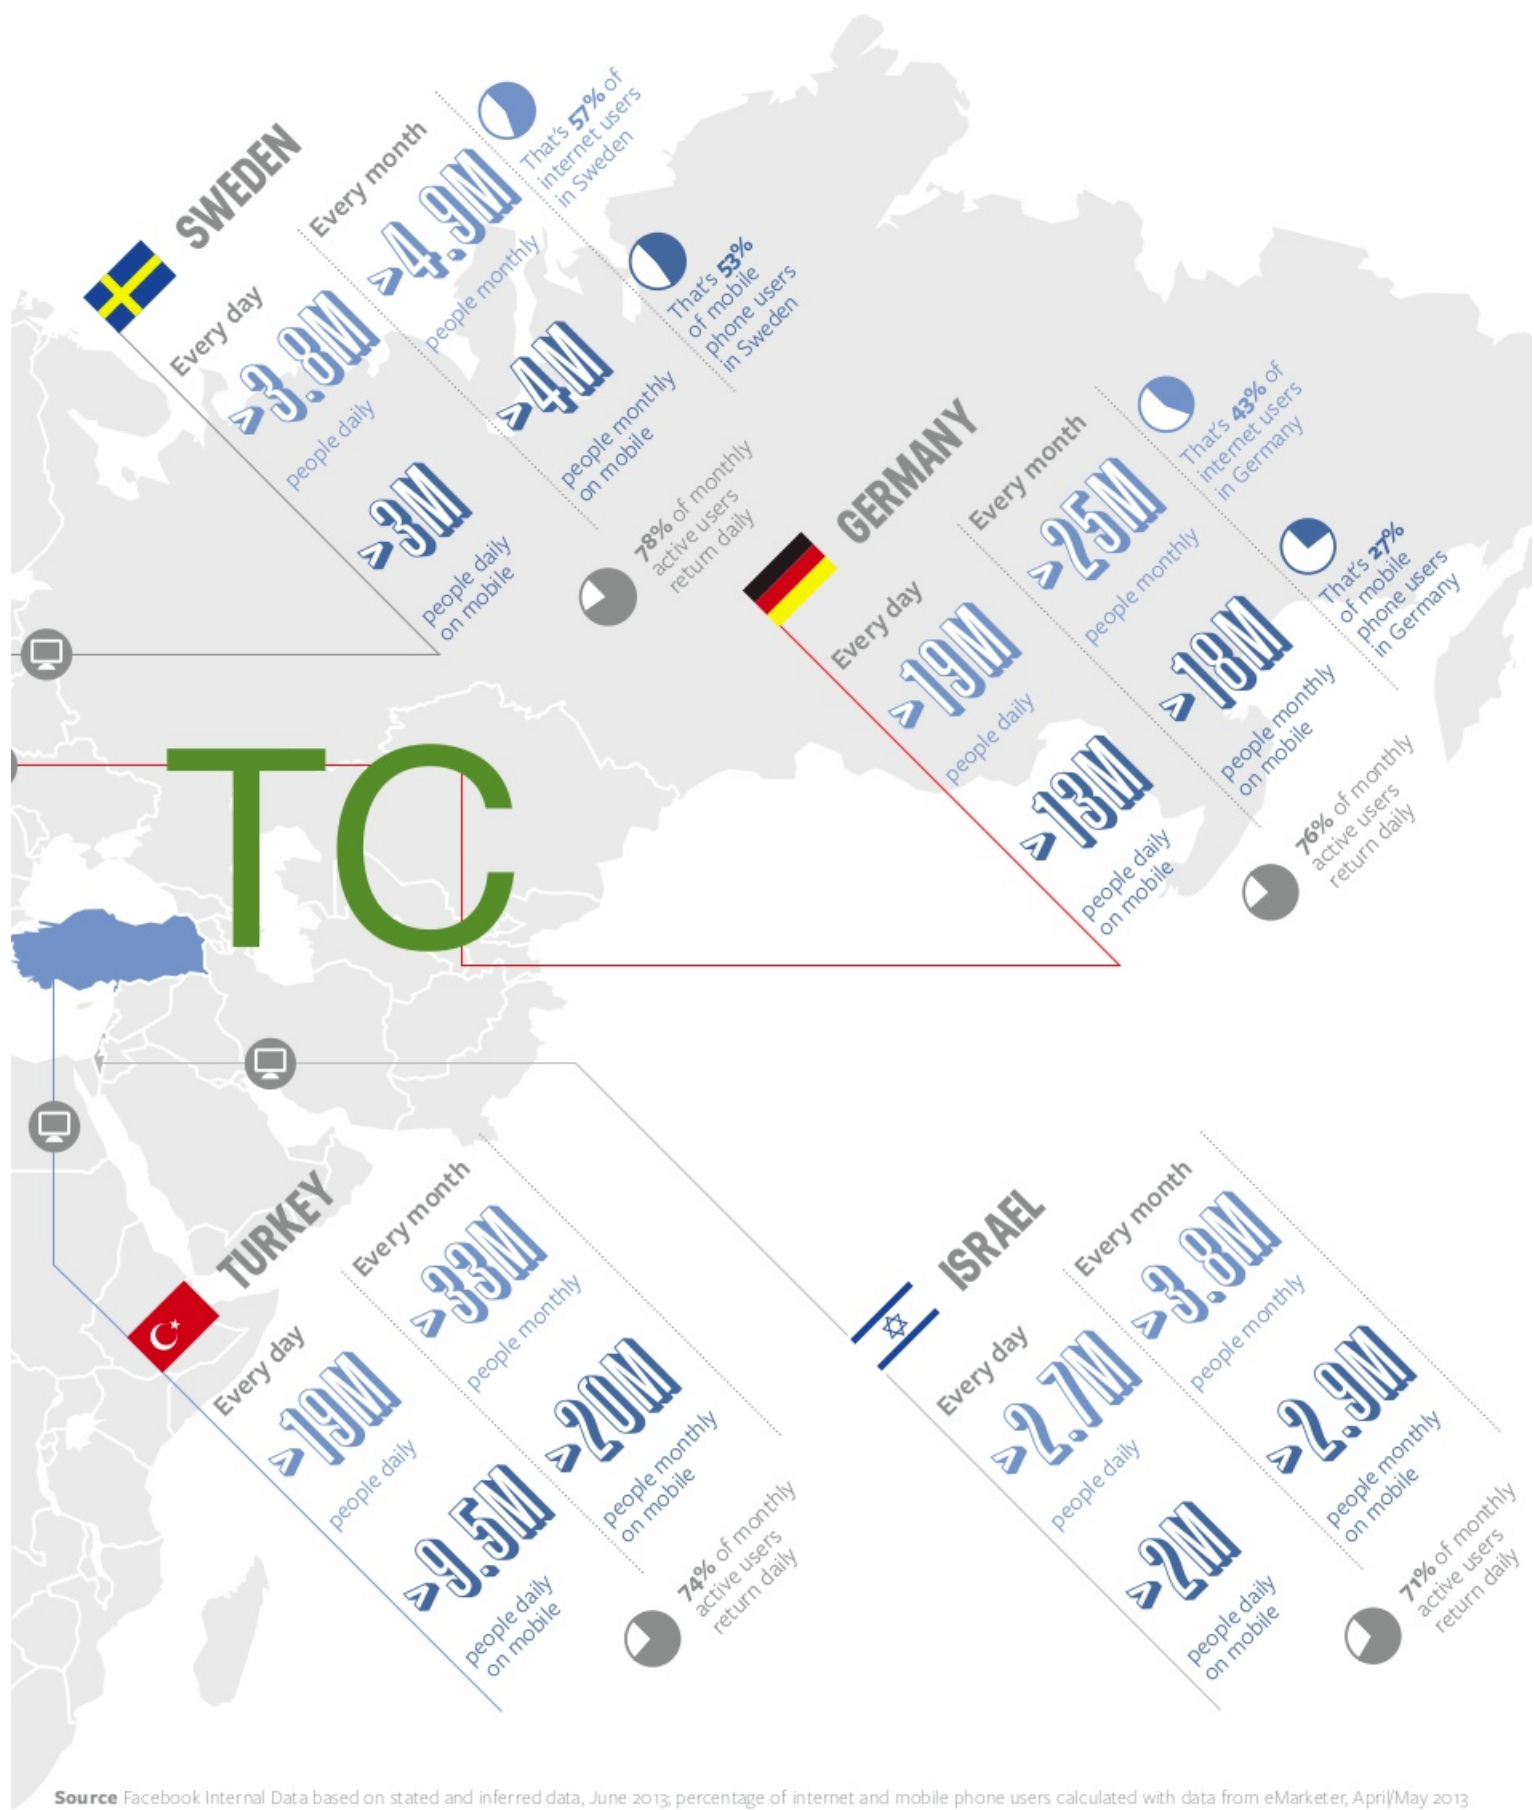 SWEDEN
Every day
>3.8M
people daily
>3M
people daily
on mobile
Every month
>4.9M
people monthly
>4M
people monthly
on mobile
That's 57% of
internet users
in Sweden
That's 53%
of mobile
phone users
in Sweden
78% of monthly
active users
return daily
GERMANY
Every day
>19M
people daily
>13M
people daily
on mobile
Every month
>25M
people monthly
>18M
people monthly
on mobile
That's 43% of
internet users
in Germany
That's 27%
of mobile
phone users
in Germany
76% of monthly
active users
return daily
TC
TURKEY
Every day
>19M
people daily
>9.5M
people daily
on mobile
Every month
>33M
people monthly
>20M
people monthly
on mobile
74% of monthly
active users
return daily
ISRAEL
Every day
>2.7M
people daily
>2M
people daily
on mobile
Every month
>3.8M
people monthly
>2.9M
people monthly
on mobile
71% of monthly
active users
return daily
Source Facebook Internal Data based on stated and inferred data, June 2013; percentage of internet and mobile phone users calculated with data from eMarketer, April/May 2013